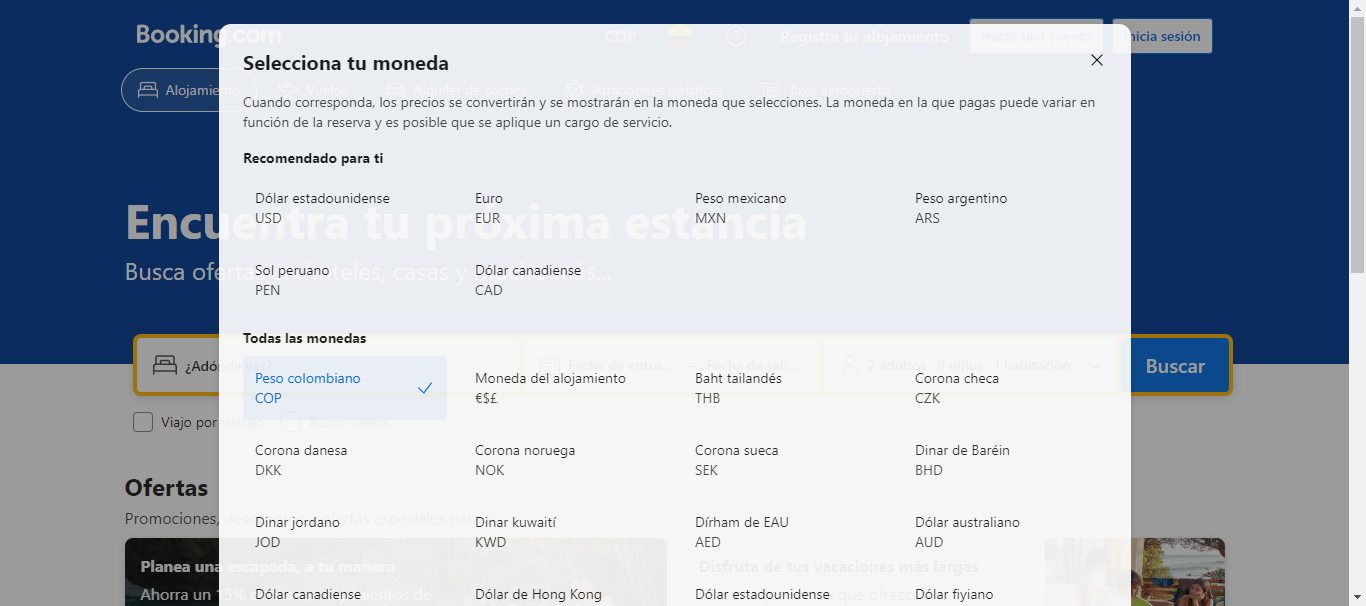 Booking.com
COP
Registra tu alojamiento
Hazte una cuenta
Inicia sesión
Selecciona tu moneda
Alojamiento
Vuelos
Alquiler de coches
Atracciones turísticas
Taxis aeropuerto
Cuando corresponda, los precios se convertirán y se mostrarán en la moneda que selecciones. La moneda en la que pagas puede variar en
función de la reserva y es posible que se aplique un cargo de servicio.
Recomendado para ti
Dólar estadounidense
USD
Euro
EUR
Peso mexicano
MXN
Peso argentino
ARS
Encuentra tu próxima estancia
Busca ofertas en hoteles, casas y mucho más...
Sol peruano
PEN
Dólar canadiense
CAD
Todas las monedas
¿Adónde vas?
Fecha de entra... — Fecha de sali...
2 adultos · 0 niños · 1 habitación
Buscar
Peso colombiano
COP
Moneda del alojamiento
€$£
Baht tailandés
THB
Corona checa
CZK
Viajo por trabajo
Busco vuelos
Corona danesa
DKK
Corona noruega
NOK
Corona sueca
SEK
Dinar de Baréin
BHD
Ofertas
Promociones, descuentos y ofertas especiales para ti
Dinar jordano
JOD
Dinar kuwaití
KWD
Dírham de EAU
AED
Dólar australiano
AUD
Planea una escapada, a tu manera
Disfruta de tus vacaciones más largas
Ahorra un 15%
Dólar canadiense
Dólar de Hong Kong
Dólar estadounidense
Dólar fiyiano